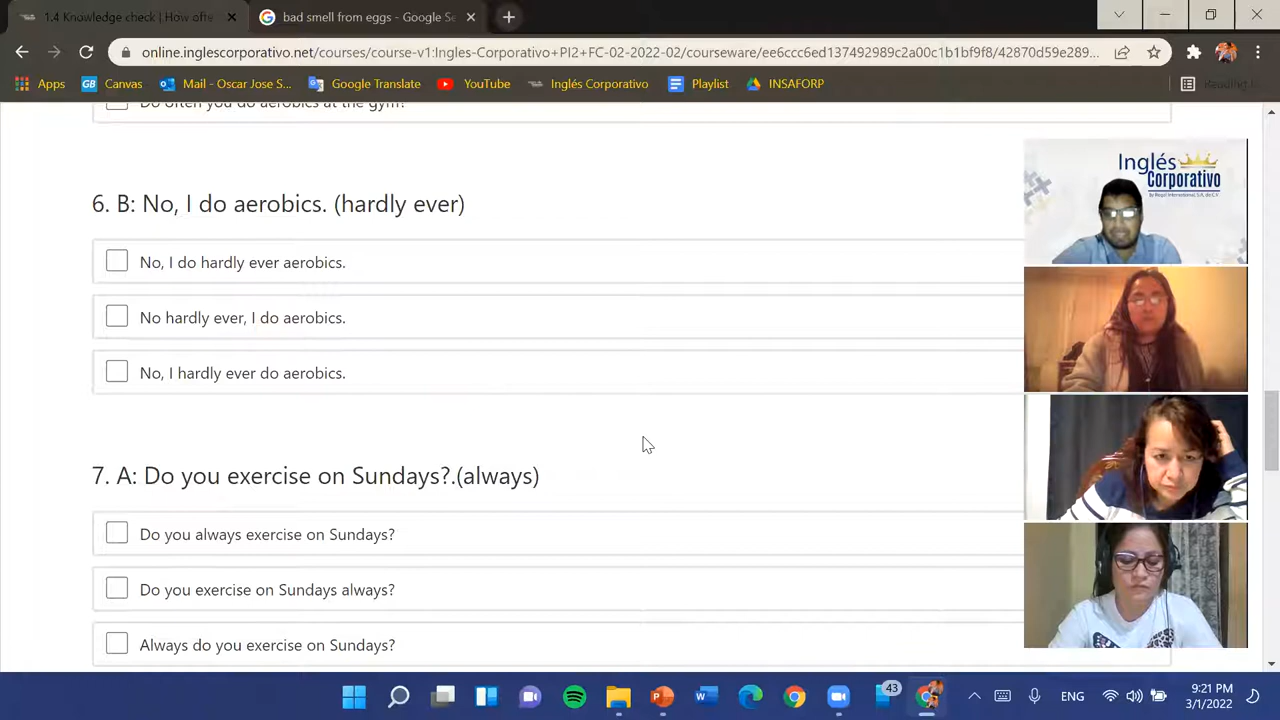 1.4 Knowledge check | How ofte
bad smell from eggs - Google Se
online.inglescorporativo.net/courses/course-v1:Ingles-Corporativo+PI2+FC-02-2022-02/courseware/ee6ccc6ed137492989c2a00c1b1bf9f8/42870d59e289...
Apps
Canvas
Mail - Oscar Jose S...
Google Translate
YouTube
Inglés Corporativo
Playlist
INSAFORP
Reading
Do often you do aerobics at the gym?
Inglés
Corporativo
6. B: No, I do aerobics. (hardly ever)
No, I do hardly ever aerobics.
No hardly ever, I do aerobics.
No, I hardly ever do aerobics.
7. A: Do you exercise on Sundays?.(always)
Do you always exercise on Sundays?
Do you exercise on Sundays always?
Always do you exercise on Sundays?
43
ENG
9:21 PM
3/1/2022